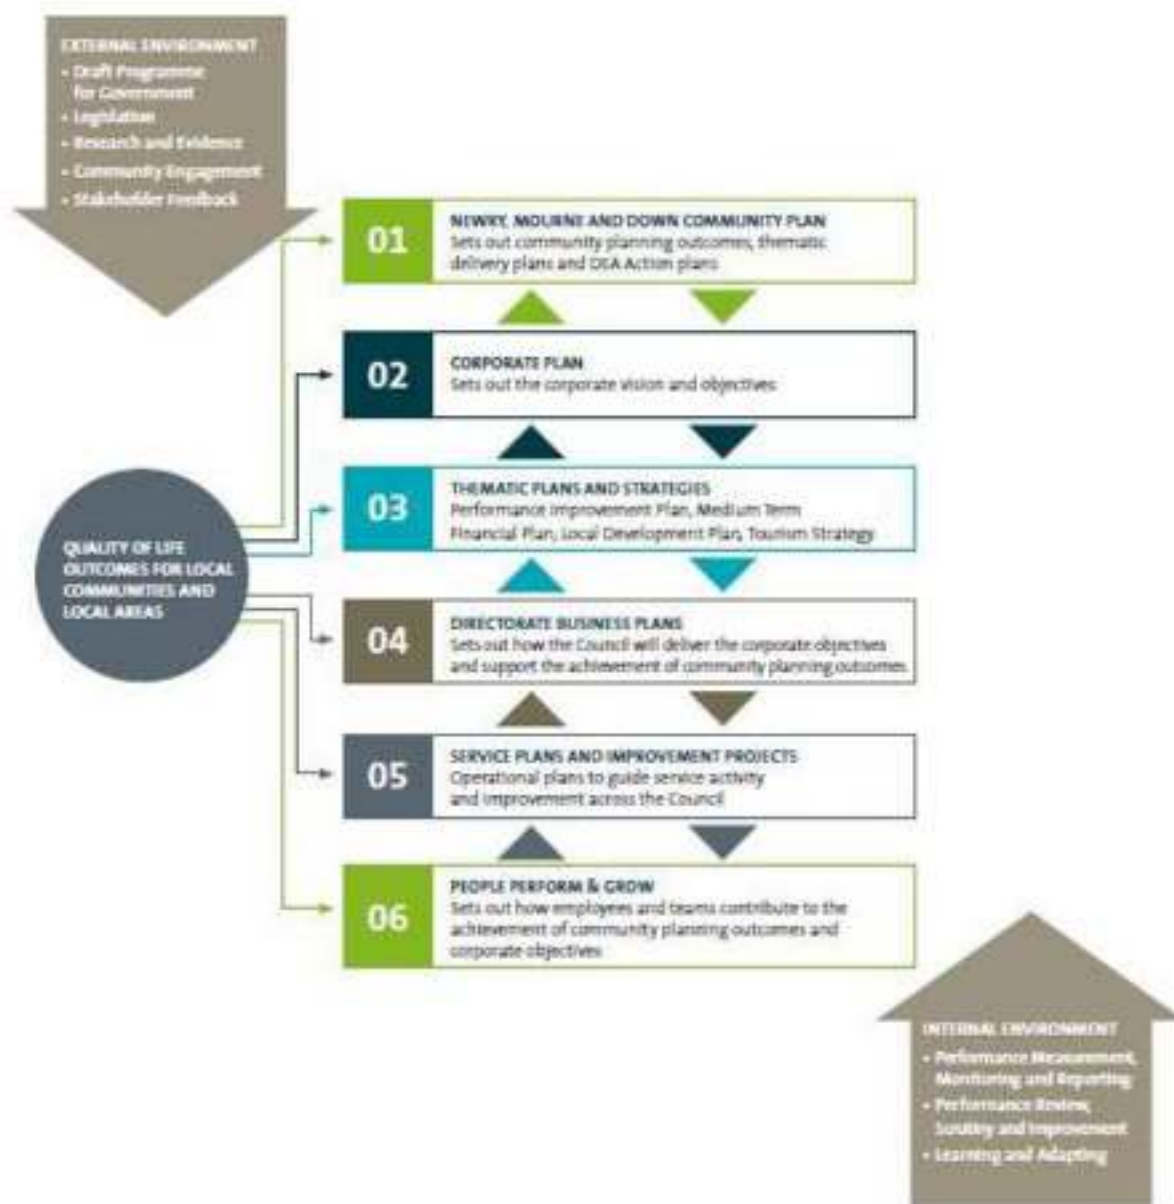 EXTERNAL ENVIRONMENT
• Draft Programme
for Government
• Legislation
• Research and Evidence
• Community Engagement
• Stakeholder Feedback
01
NEWRY, MOURNE AND DOWN COMMUNITY PLAN
Sets out community planning outcomes, thematic
delivery plans and DEA Action plans
02
CORPORATE PLAN
Sets out the corporate vision and objectives
03
THEMATIC PLANS AND STRATEGIES
Performance Improvement Plan, Medium Term
Financial Plan, Local Development Plan, Tourism Strategy
QUALITY OF LIFE
OUTCOMES FOR LOCAL
COMMUNITIES AND
LOCAL AREAS
04
DIRECTORATE BUSINESS PLANS
Sets out how the Council will deliver the corporate objectives
and support the achievement of community planning outcomes
05
SERVICE PLANS AND IMPROVEMENT PROJECTS
Operational plans to guide service activity
and improvement across the Council
06
PEOPLE PERFORM & GROW
Sets out how employees and teams contribute to the
achievement of community planning outcomes and
corporate objectives
INTERNAL ENVIRONMENT
• Performance Measurement,
Monitoring and Reporting
• Performance Review,
Scrutiny and Improvement
• Learning and Adapting